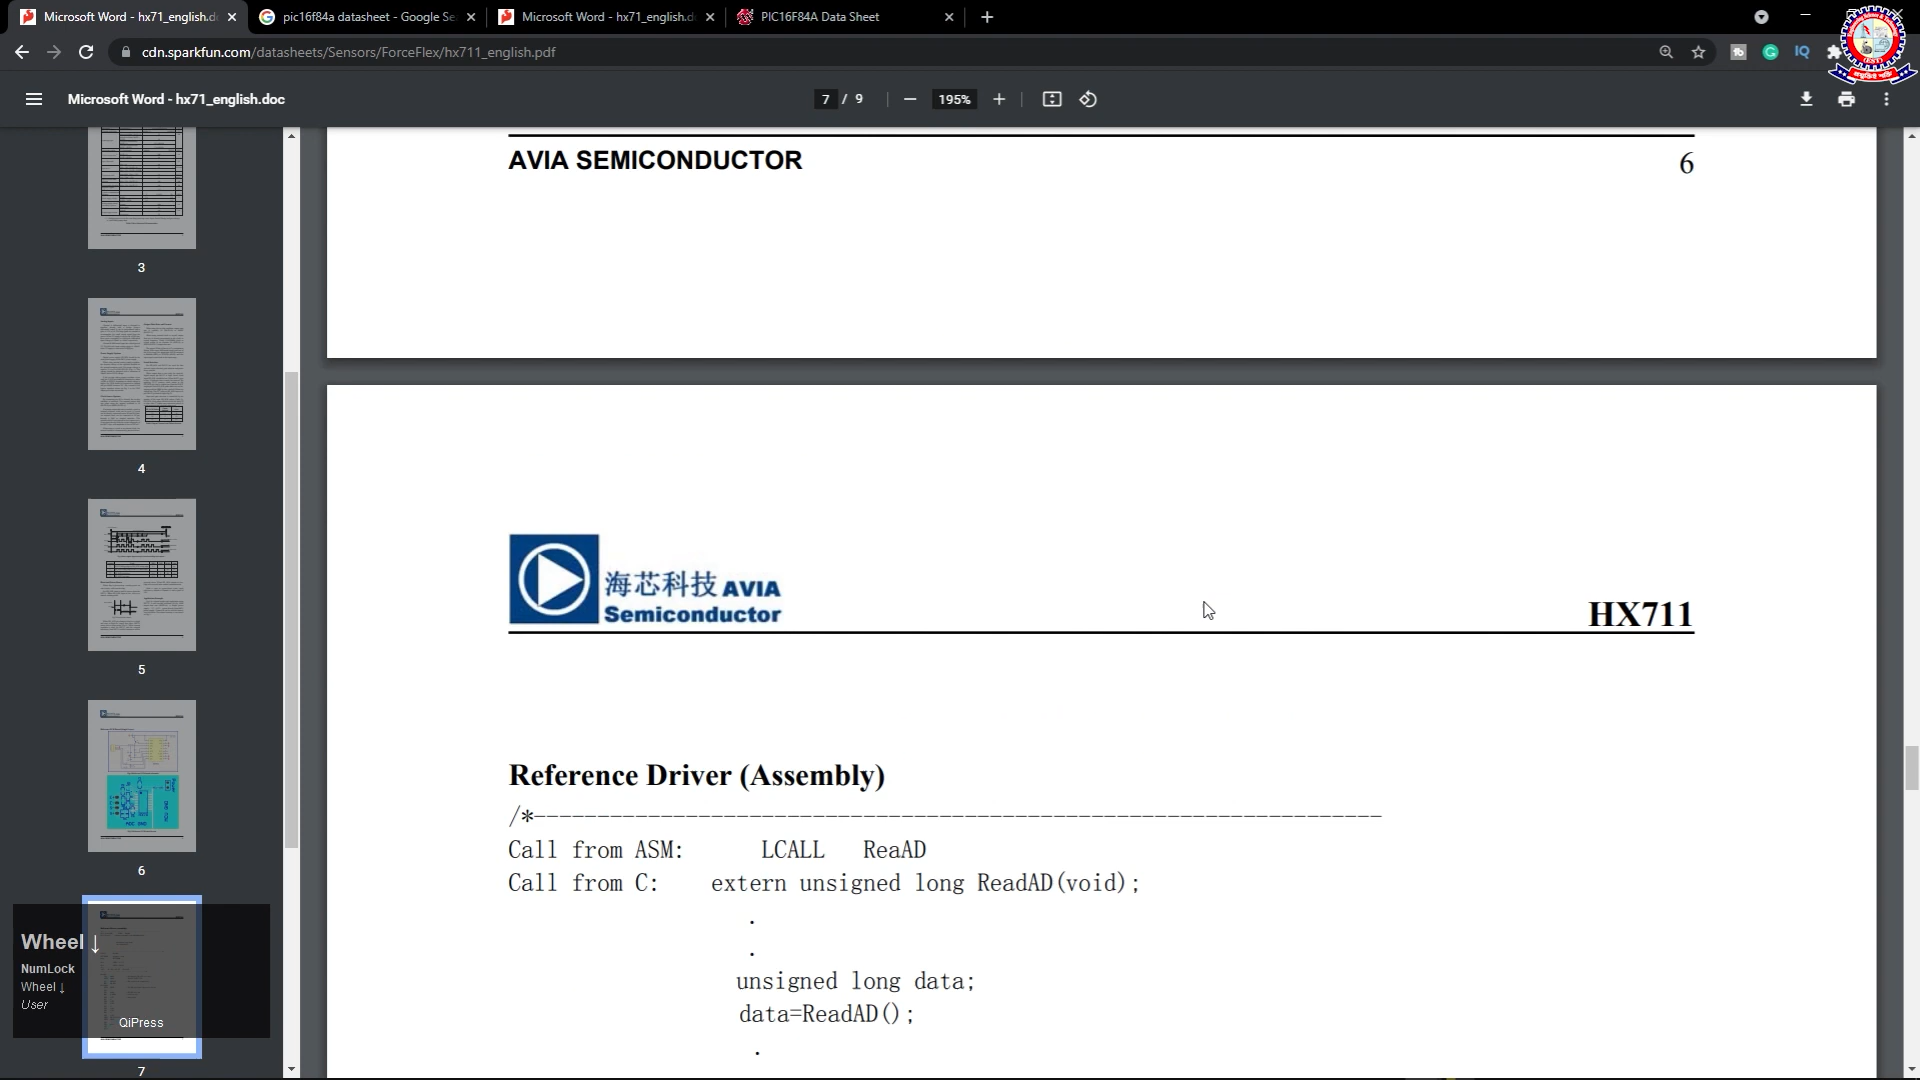 Microsoft Word - hx71_english.d
pic16f84a datasheet - Google Se
Microsoft Word - hx71_english.d
PIC16F84A Data Sheet
cdn.sparkfun.com/datasheets/Sensors/ForceFlex/hx711_english.pdf
Microsoft Word - hx71_english.doc
7 / 9
195%
AVIA SEMICONDUCTOR
6
3
4
5
6
7
海芯科技 AVIA
Semiconductor
HX711
Reference Driver (Assembly)
/*-------------------------------------------------------------------
Call from ASM: LCALL ReaAD
Call from C: extern unsigned long ReadAD(void);
.
.
unsigned long data;
data=ReadAD();
.
Wheel ↓
NumLock
Wheel ↓
User
QiPress